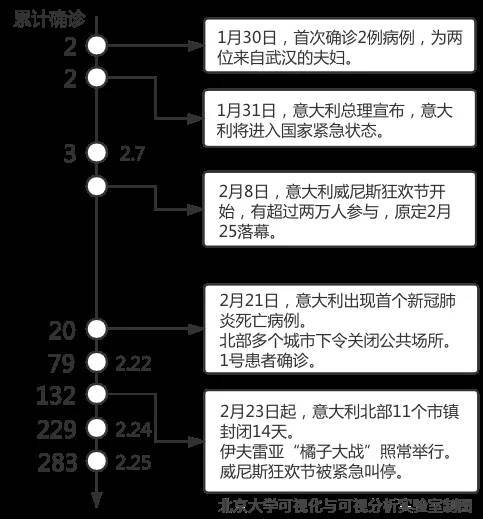 累计确诊
2
1月30日，首次确诊2例病例，为两
位来自武汉的夫妇。
2
1月31日，意大利总理宣布，意大
利将进入国家紧急状态。
3
2.7
2月8日，意大利威尼斯狂欢节开
始，有超过两万人参与，原定2月
25落幕。
20
2月21日，意大利出现首个新冠肺
炎死亡病例。
北部多个城市下令关闭公共场所。
1号患者确诊。
79
2.22
132
2月23日起，意大利北部11个市镇
封闭14天。
伊夫雷亚“橘子大战”照常举行。
威尼斯狂欢节被紧急叫停。
229
2.24
283
2.25
北京大学可视化与可视分析实验室制图